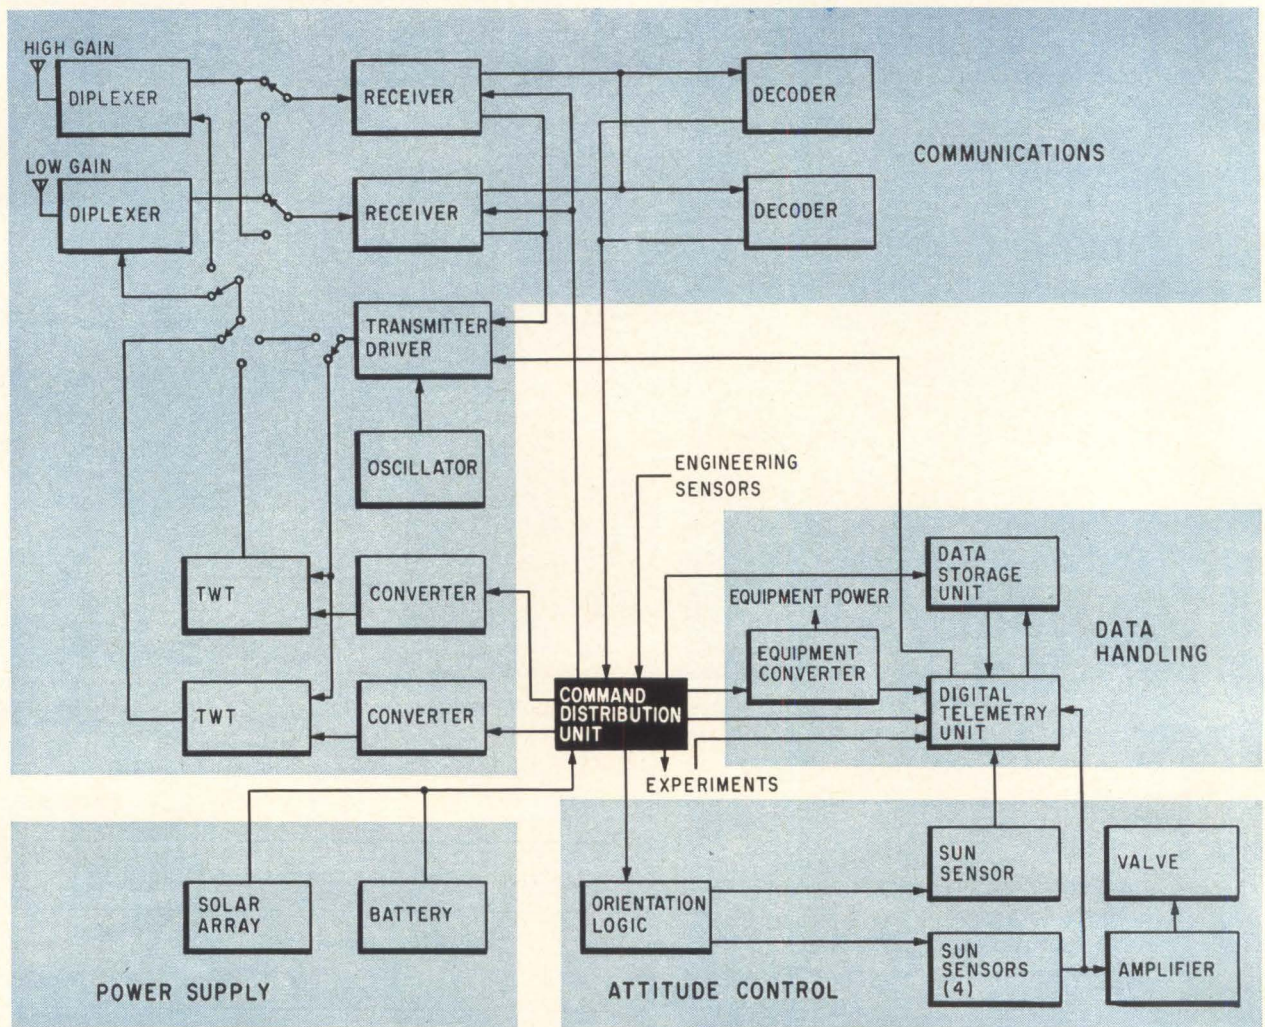 HIGH GAIN
DIPLEXER
RECEIVER
DECODER
COMMUNICATIONS
LOW GAIN
DIPLEXER
RECEIVER
DECODER
TRANSMITTER
DRIVER
OSCILLATOR
ENGINEERING
SENSORS
TWT
CONVERTER
EQUIPMENT POWER
DATA
STORAGE
UNIT
DATA
HANDLING
EQUIPMENT
CONVERTER
TWT
CONVERTER
COMMAND
DISTRIBUTION
UNIT
DIGITAL
TELEMETRY
UNIT
EXPERIMENTS
SOLAR
ARRAY
BATTERY
POWER SUPPLY
ORIENTATION
LOGIC
SUN
SENSOR
VALVE
SUN
SENSORS
(4)
AMPLIFIER
ATTITUDE CONTROL